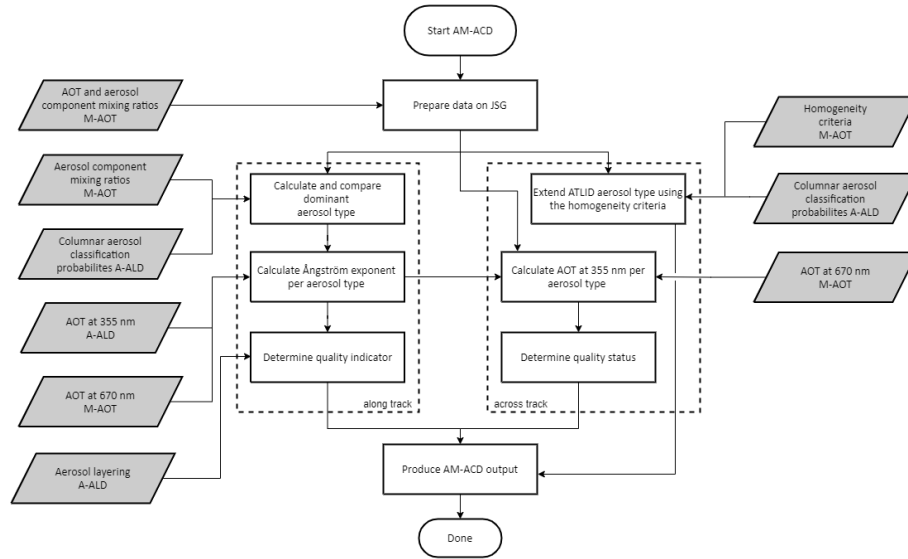 Start AM-ACD
AOT and aerosol
component mixing ratios
M-AOT
Prepare data on JSG
Homogeneity
criteria
M-AOT
Aerosol component
mixing ratios
M-AOT
Calculate and compare
dominant
aerosol type
Extend ATLID aerosol type using
the homogeneity criteria
Columnar aerosol
classification
probabilites A-ALD
Columnar aerosol
classification
probabilites A-ALD
Calculate Ångström exponent
per aerosol type
Calculate AOT at 355 nm per
aerosol type
AOT at 670 nm
M-AOT
AOT at 355 nm
A-ALD
Determine quality indicator
Determine quality status
AOT at 670 nm
M-AOT
along track
across track
Aerosol layering
A-ALD
Produce AM-ACD output
Done